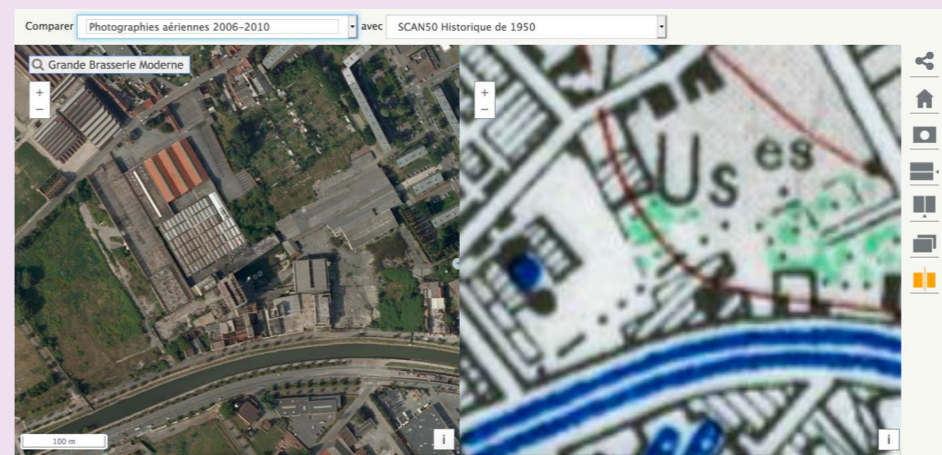 Comparer Photographies aériennes 2006-2010 avec SCAN50 Historique de 1950
Grande Brasserie Moderne
+
−
+
−
Us es
100 m
i
i